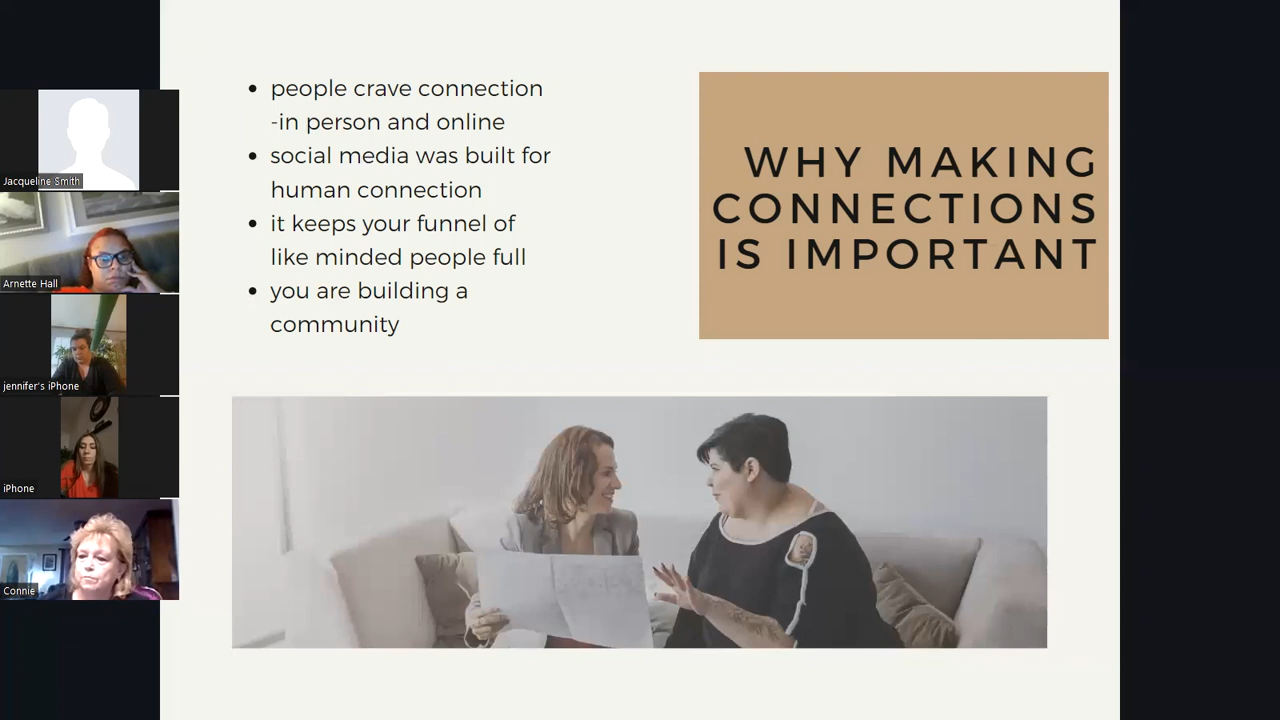 people crave connection
-in person and online
social media was built for
human connection
it keeps your funnel of
like minded people full
you are building a
community
WHY MAKING
CONNECTIONS
IS IMPORTANT
Jacqueline Smith
Arnette Hall
jennifer's iPhone
iPhone
Connie